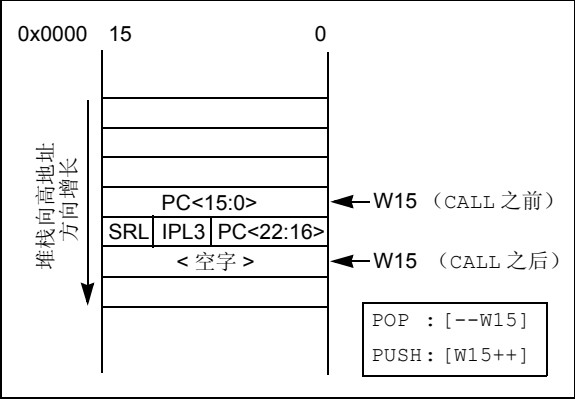 0x0000 15 0
堆栈向高地址
方向增长
PC<15:0> W15 （CALL 之前）
SRL IPL3 PC<22:16>
< 空字 > W15 （CALL 之后）
POP : [--W15]
PUSH: [W15++]